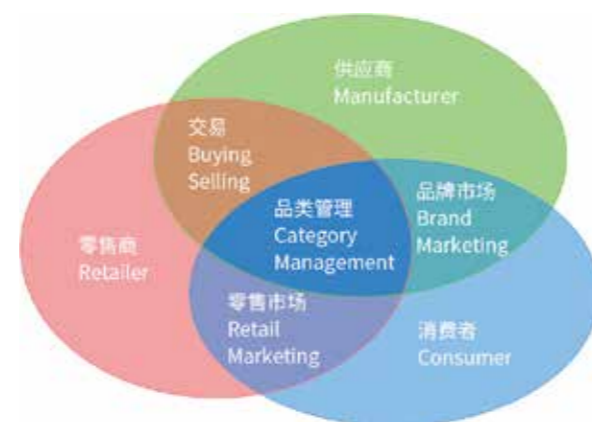 供应商
Manufacturer
交易
Buying
Selling
品牌市场
Brand
Marketing
品类管理
Category
Management
零售商
Retailer
零售市场
Retail
Marketing
消费者
Consumer